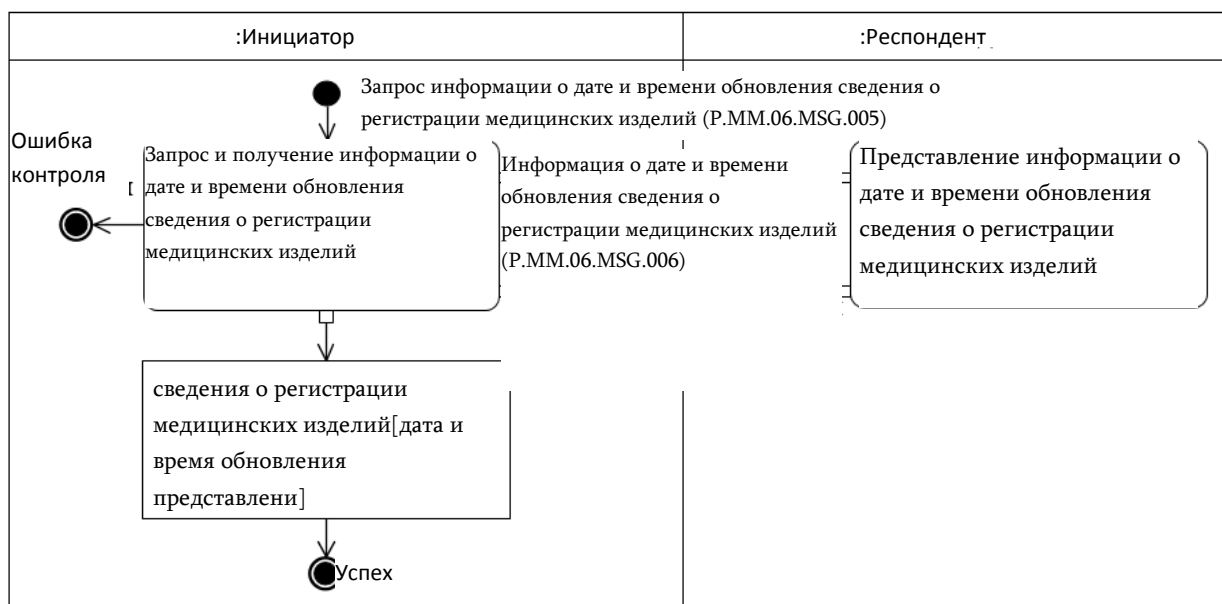 :Инициатор
:Респондент
Запрос информации о дате и времени обновления сведения о
регистрации медицинских изделий (P.MM.06.MSG.005)
Ошибка
контроля
Запрос и получение информации о
дате и времени обновления
сведения о регистрации
медицинских изделий
Информация о дате и времени
обновления сведения о
регистрации медицинских изделий
(P.MM.06.MSG.006)
Представление информации о
дате и времени обновления
сведения о регистрации
медицинских изделий
сведения о регистрации
медицинских изделий[дата и
время обновления
представлени]
Успех